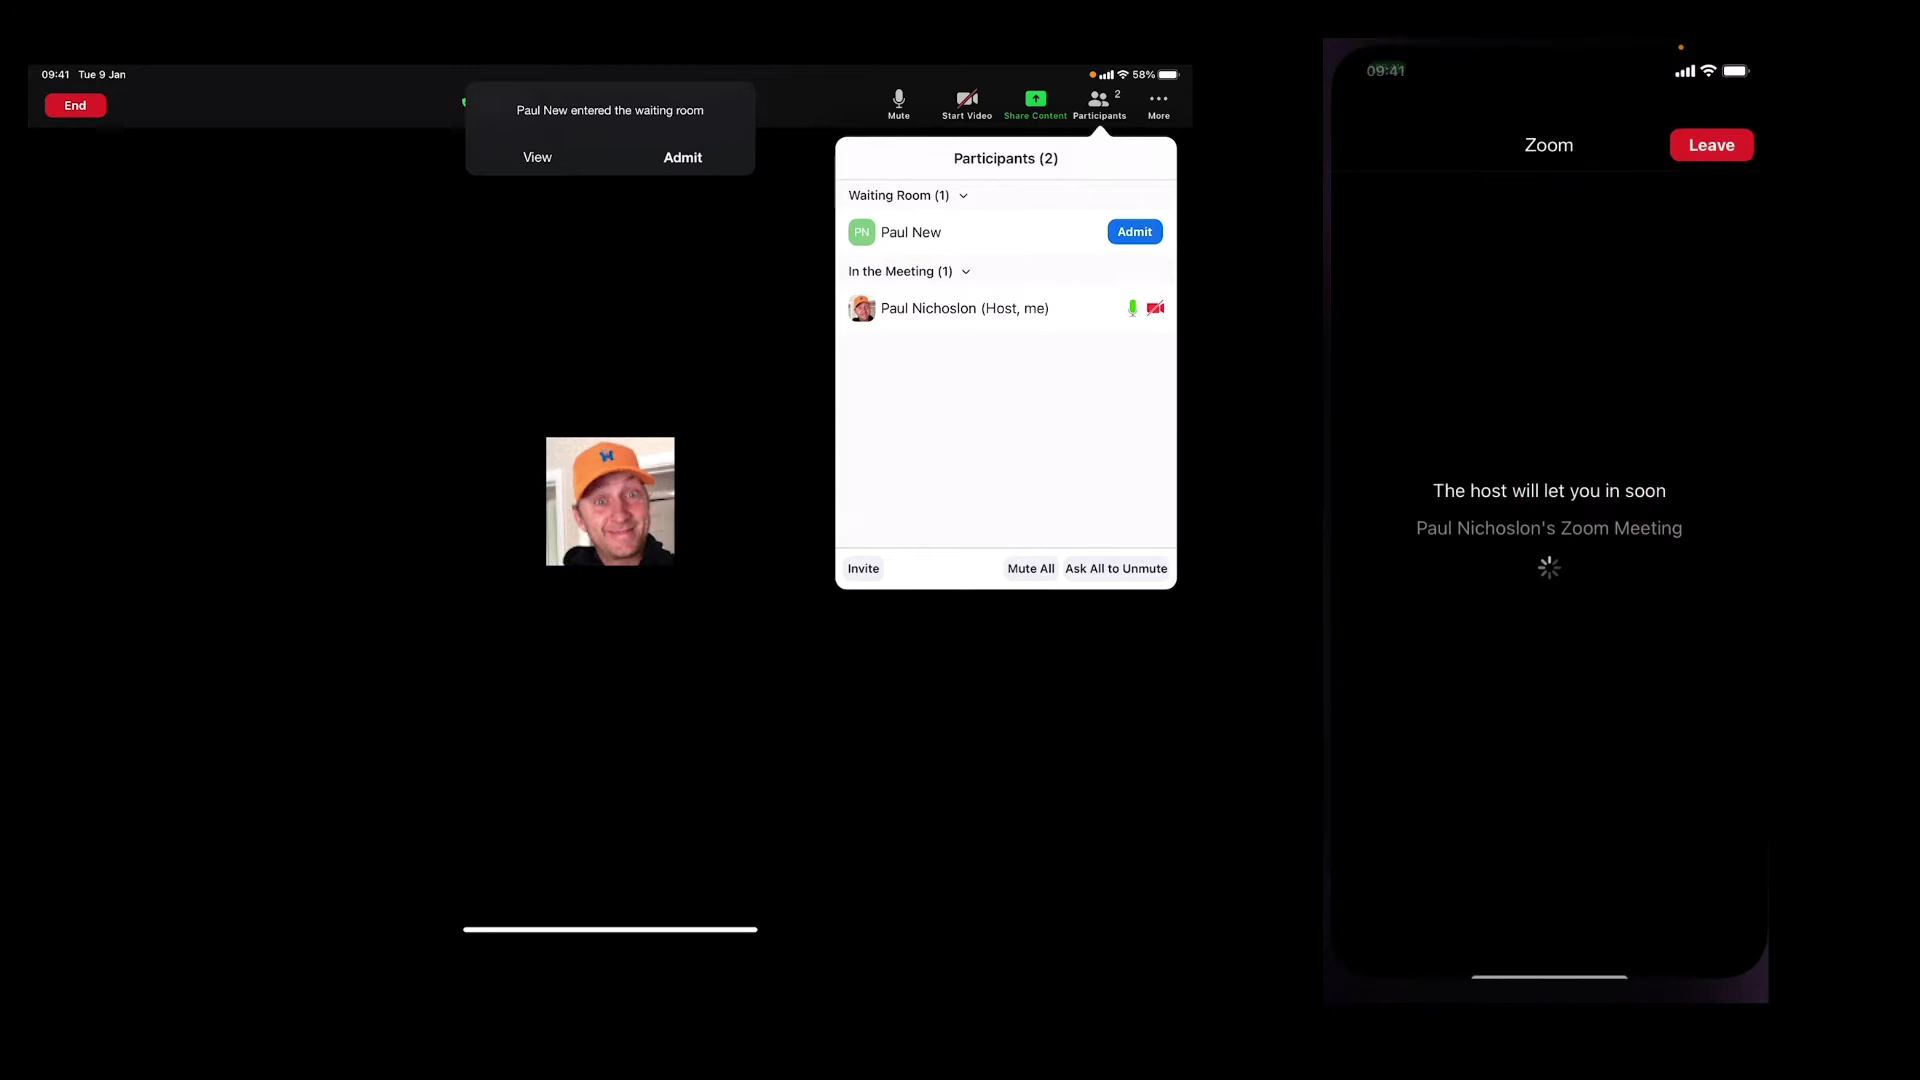 09:41 Tue 9 Jan
58%
End
Paul New entered the waiting room
View
Admit
Mute
Start Video
Share Content
Participants
2
More
Participants (2)
Waiting Room (1)
PN
Paul New
Admit
In the Meeting (1)
Paul Nichoslon (Host, me)
Invite
Mute All
Ask All to Unmute
09:41
Zoom
Leave
The host will let you in soon
Paul Nichoslon's Zoom Meeting